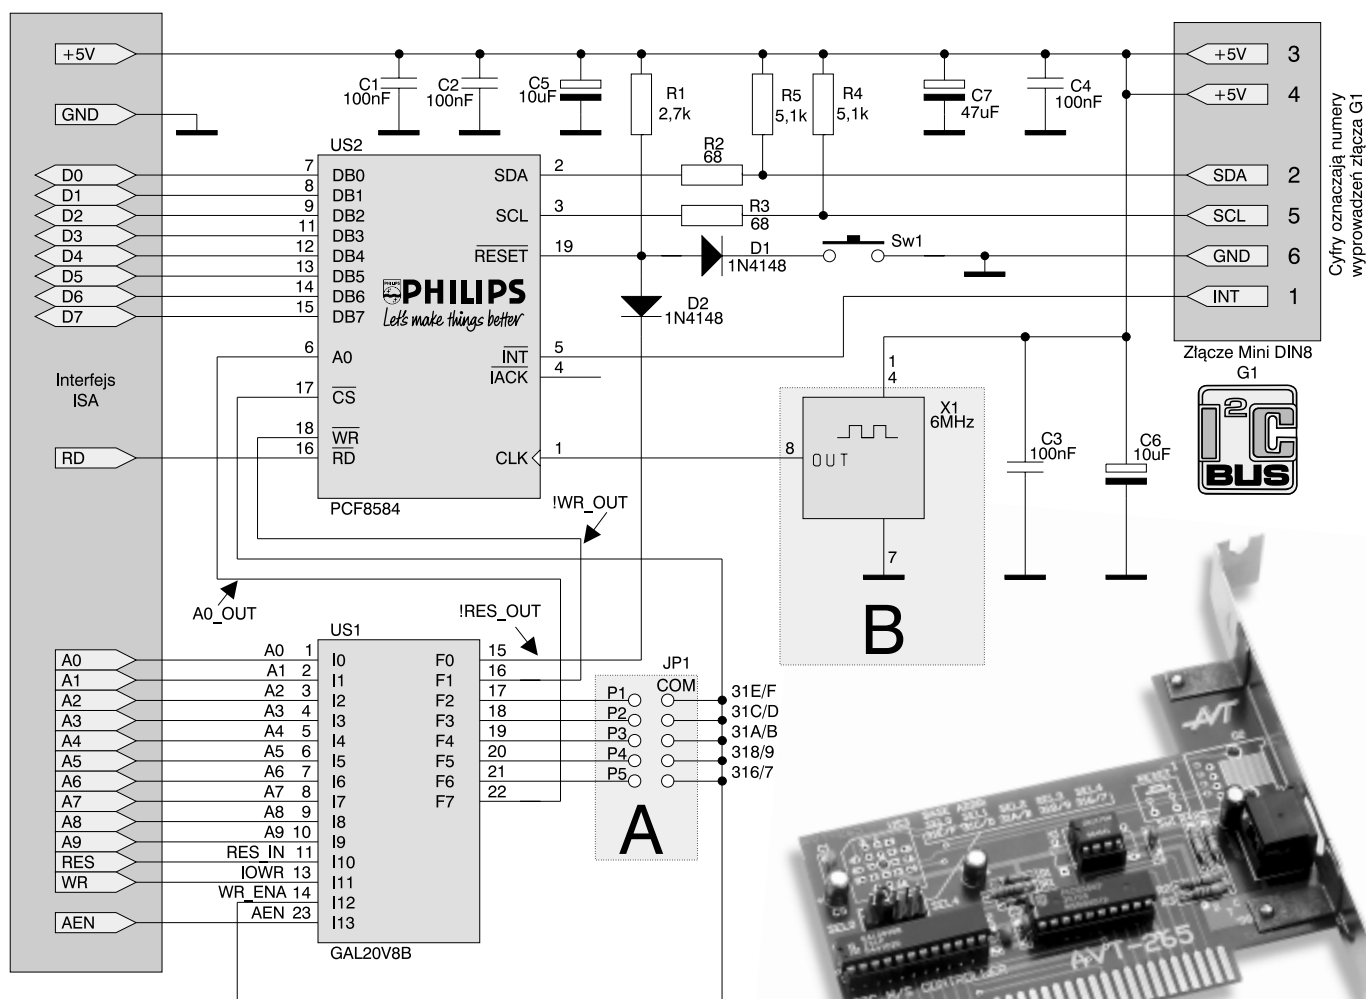 +5V
C1
100nF
C2
100nF
C5
10uF
R1
2,7k
R5
5,1k
R4
5,1k
C7
47uF
C4
100nF
+5V 3
+5V 4
GND
US2
D0 7 DB0 SDA 2 R2 68 SDA 2
D1 8 DB1
D2 9 DB2 SCL 3 R3 68 SCL 5
D3 11 DB3
D4 12 DB4 RESET 19 D1 1N4148 Sw1 GND 6
D5 13 DB5
D6 14 DB6 INT 1
D7 15 DB7
PHILIPS
PHILIPS
Let's make things better
D2
1N4148
6 A0 INT 5
IACK 4
17 CS
18 WR
RD 16 RD CLK 1
PCF8584
Interfejs
ISA
Cyfry oznaczają numery
wyprowadzeń złącza G1
Złącze Mini DIN8
G1
I2C
BUS
1
4
X1
6MHz
8 OUT
7
B
C3
100nF
C6
10uF
!WR_OUT
A0_OUT
!RES_OUT
US1
A0 A0 1 I0 F0 15
A1 A1 2 I1 F1 16
A2 A2 3 I2 F2 17
A3 A3 4 I3 F3 18
A4 A4 5 I4 F4 19
A5 A5 6 I5 F5 20
A6 A6 7 I6 F6 21
A7 A7 8 I7 F7 22
A8 A8 9 I8
A9 A9 10 I9
RES RES_IN 11 I10
WR IOWR 13 I11
WR_ENA 14 I12
AEN AEN 23 I13
GAL20V8B
JP1
COM
P1 31E/F
P2 31C/D
P3 31A/B
P4 318/9
P5 316/7
A
AVT
SEL4
AVT-265
CONTROLLER